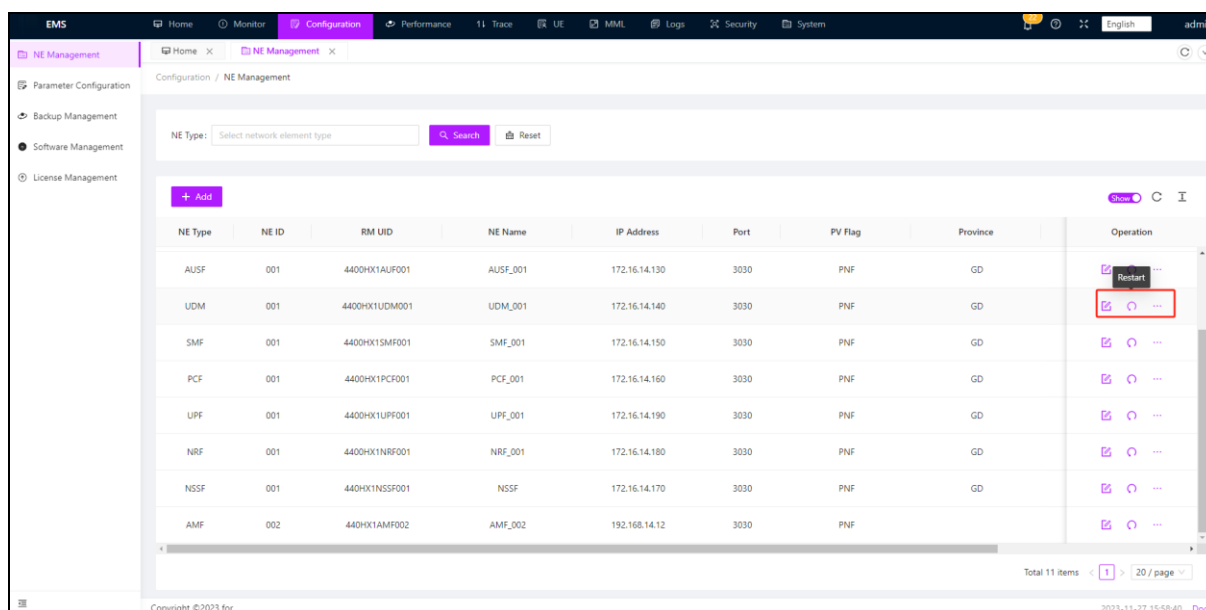 EMS Home Monitor Configuration Performance Trace UE MML Logs Security System 22 English admi
NE Management Home NE Management
Parameter Configuration Configuration / NE Management
Backup Management
NE Type: Select network element type Search Reset
Software Management
License Management
+ Add Show
NE Type NE ID RM UID NE Name IP Address Port PV Flag Province Operation
AUSF 001 4400HX1AUF001 AUSF_001 172.16.14.130 3030 PNF GD ...
Restart
UDM 001 4400HX1UDM001 UDM_001 172.16.14.140 3030 PNF GD ...
SMF 001 4400HX1SMF001 SMF_001 172.16.14.150 3030 PNF GD ...
PCF 001 4400HX1PCF001 PCF_001 172.16.14.160 3030 PNF GD ...
UPF 001 4400HX1UPF001 UPF_001 172.16.14.190 3030 PNF GD ...
NRF 001 4400HX1NRF001 NRF_001 172.16.14.180 3030 PNF GD ...
NSSF 001 440HX1NSSF001 NSSF 172.16.14.170 3030 PNF GD ...
AMF 002 440HX1AMF002 AMF_002 192.168.14.12 3030 PNF ...
Total 11 items < 1 > 20 / page
Copyright ©2023 for 2023-11-27 15:58:40 Do